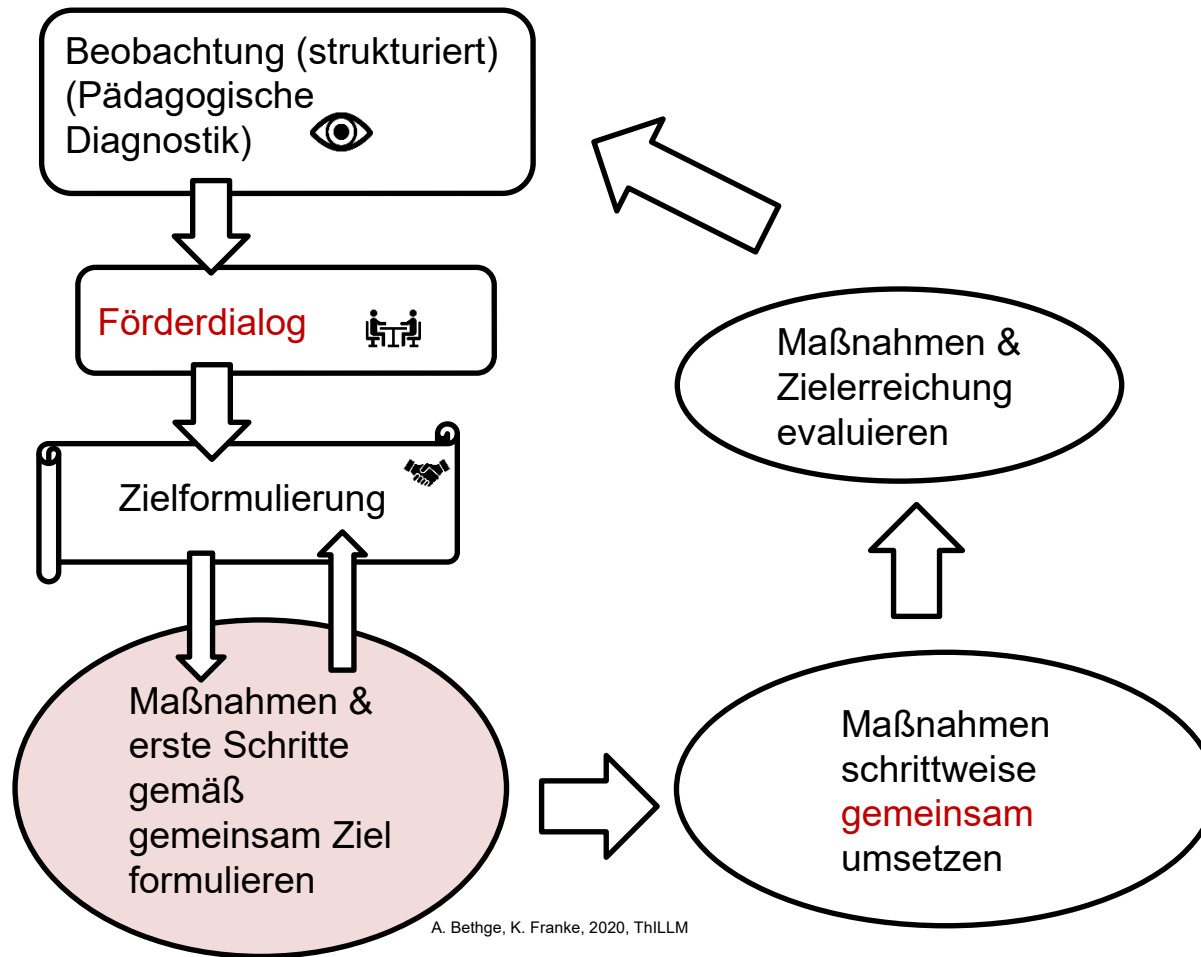 Beobachtung (strukturiert)
(Pädagogische
Diagnostik)
Förderdialog
Zielformulierung
Maßnahmen &
erste Schritte
gemäß
gemeinsam Ziel
formulieren
Maßnahmen
schrittweise
gemeinsam
umsetzen
Maßnahmen &
Zielerreichung
evaluieren
A. Bethge, K. Franke, 2020, ThILLM